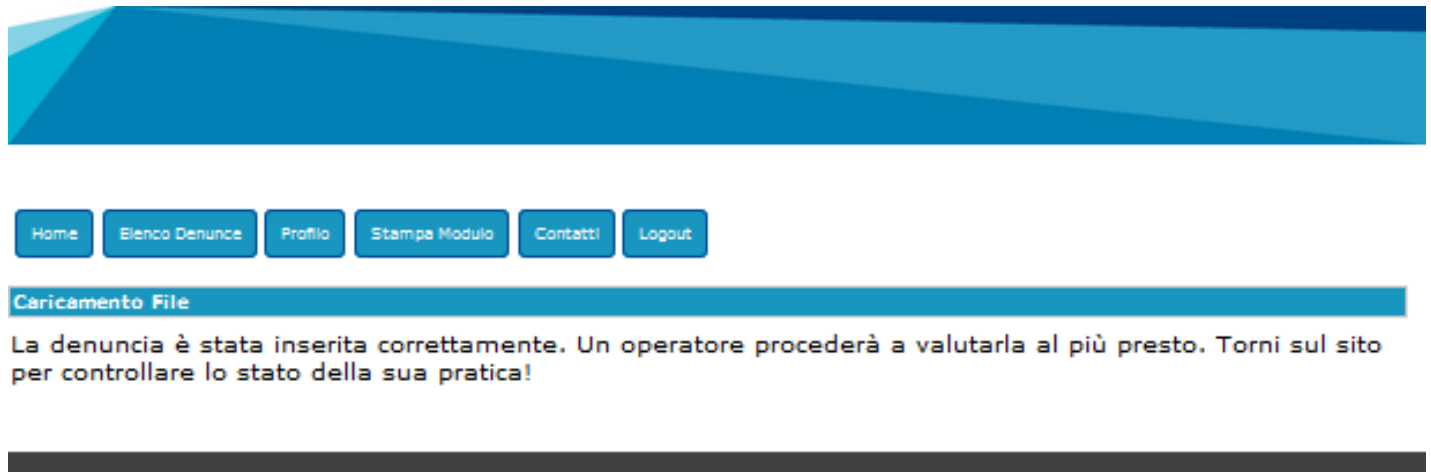 Home Elenco Denunce Profilo Stampa Modulo Contatti Logout
Caricamento File
La denuncia è stata inserita correttamente. Un operatore procederà a valutarla al più presto. Torni sul sito
per controllare lo stato della sua pratica!